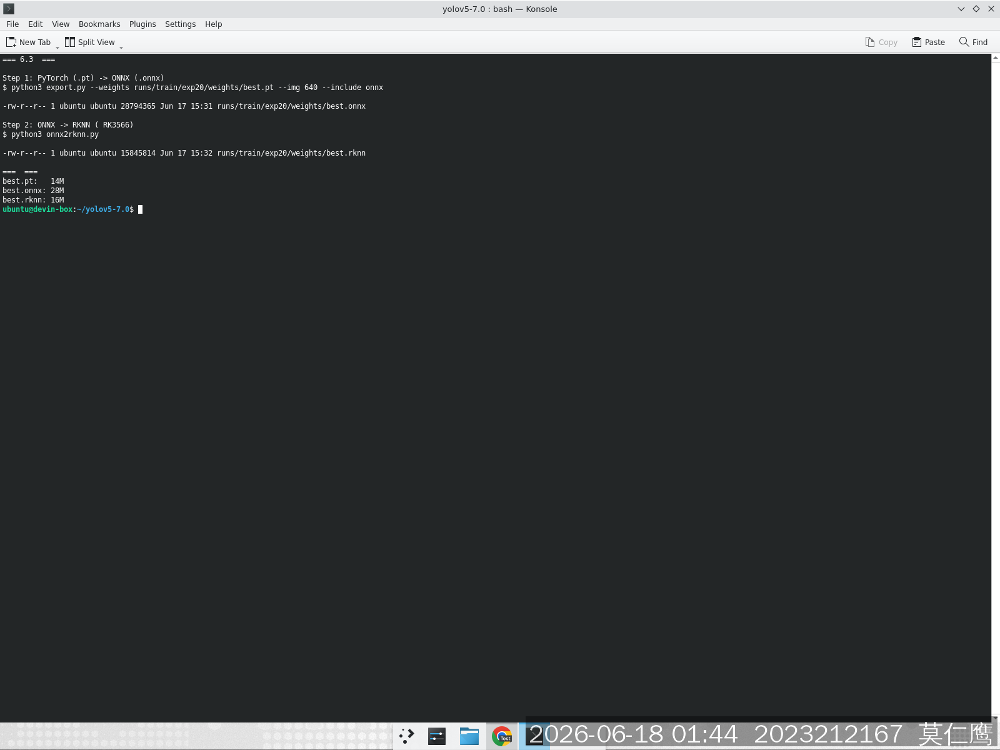 yolov5-7.0 : bash — Konsole
File Edit View Bookmarks Plugins Settings Help
New Tab Split View Copy Paste Find
=== 6.3  ===
Step 1: PyTorch (.pt) -> ONNX (.onnx)
$ python3 export.py --weights runs/train/exp20/weights/best.pt --img 640 --include onnx
-rw-r--r-- 1 ubuntu ubuntu 28794365 Jun 17 15:31 runs/train/exp20/weights/best.onnx
Step 2: ONNX -> RKNN ( RK3566)
$ python3 onnx2rknn.py
-rw-r--r-- 1 ubuntu ubuntu 15845814 Jun 17 15:32 runs/train/exp20/weights/best.rknn
===  ===
best.pt:   14M
best.onnx: 28M
best.rknn: 16M
ubuntu@devin-box:~/yolov5-7.0$
Test
2026-06-18 01:44  2023212167  莫仁鹰